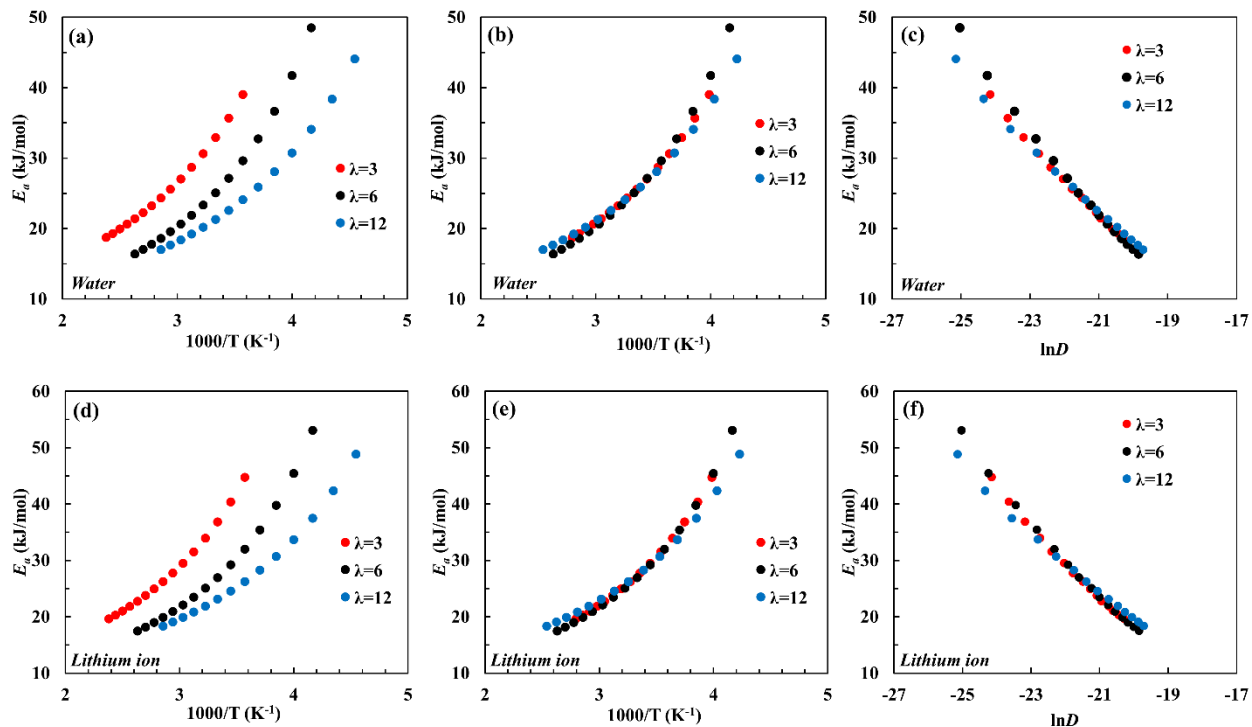 (a)
50
40
30
20
10
Eₐ (kJ/mol)
λ=3
λ=6
λ=12
Water
2 3 4 5
1000/T (K⁻¹)
(b)
50
40
30
20
10
Eₐ (kJ/mol)
λ=3
λ=6
λ=12
Water
2 3 4 5
1000/T (K⁻¹)
(c)
50
40
30
20
10
Eₐ (kJ/mol)
λ=3
λ=6
λ=12
Water
-27 -25 -23 -21 -19 -17
lnD
(d)
60
50
40
30
20
10
Eₐ (kJ/mol)
λ=3
λ=6
λ=12
Lithium ion
2 3 4 5
1000/T (K⁻¹)
(e)
60
50
40
30
20
10
Eₐ (kJ/mol)
λ=3
λ=6
λ=12
Lithium ion
2 3 4 5
1000/T (K⁻¹)
(f)
60
50
40
30
20
10
Eₐ (kJ/mol)
λ=3
λ=6
λ=12
Lithium ion
-27 -25 -23 -21 -19 -17
lnD